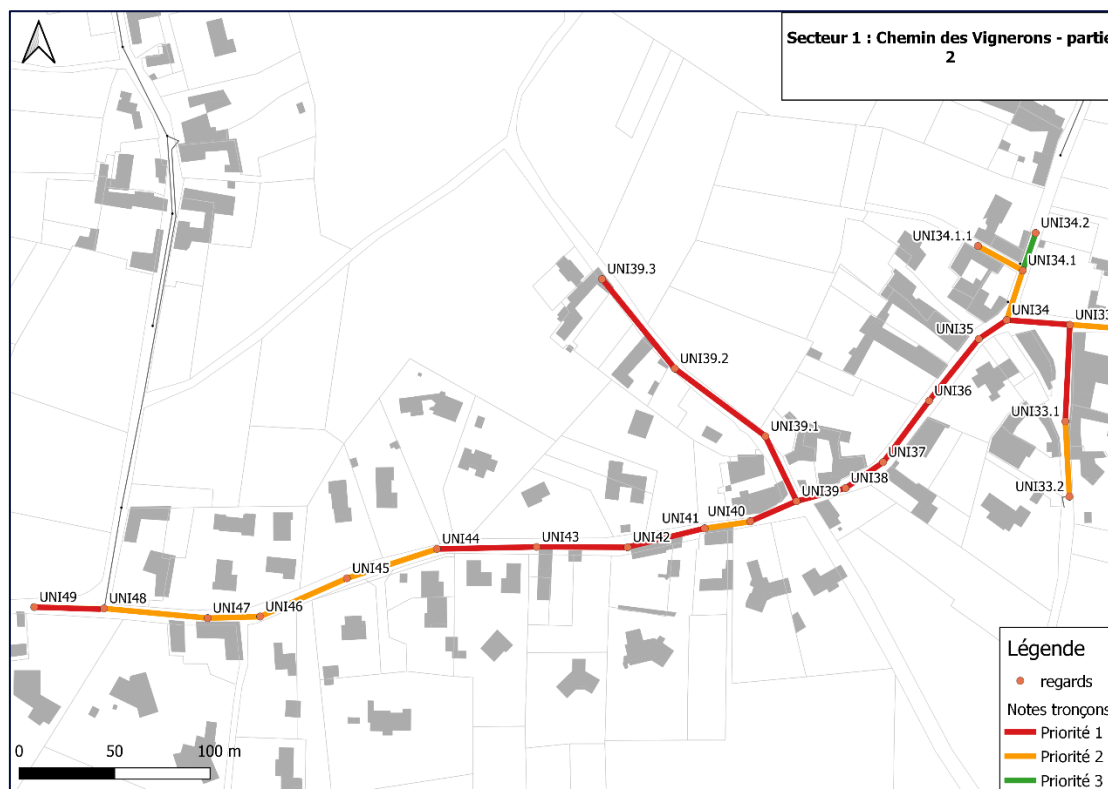 Secteur 1 : Chemin des Vignerons - partie
2
UNI34.2
UNI34.1.1
UNI34.1
UNI39.3
UNI34
UNI33
UNI35
UNI39.2
UNI36
UNI33.1
UNI39.1
UNI37
UNI38
UNI33.2
UNI39
UNI40
UNI41
UNI42
UNI43
UNI44
UNI45
UNI46
UNI47
UNI48
UNI49
Légende
regards
Notes tronçons
Priorité 1
Priorité 2
Priorité 3
0 50 100 m